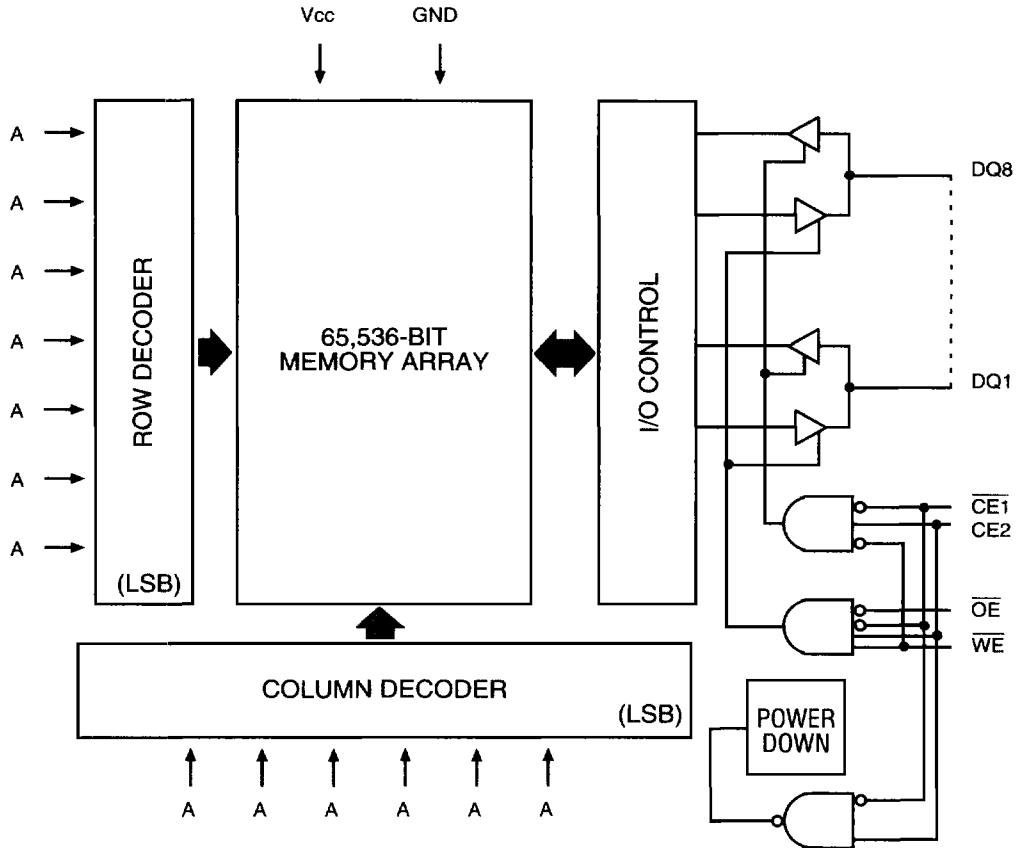 Vcc GND
A
A
A
A
A
A
A
ROW DECODER
(LSB)
65,536-BIT
MEMORY ARRAY
I/O CONTROL
DQ8
DQ1
CE1
CE2
OE
WE
COLUMN DECODER
(LSB)
A A A A A A
POWER
DOWN